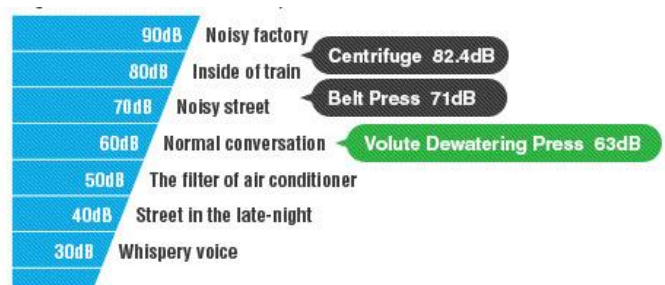 90dB Noisy factory
Centrifuge 82.4dB
80dB Inside of train
Belt Press 71dB
70dB Noisy street
60dB Normal conversation
Volute Dewatering Press 63dB
50dB The filter of air conditioner
40dB Street in the late-night
30dB Whispery voice